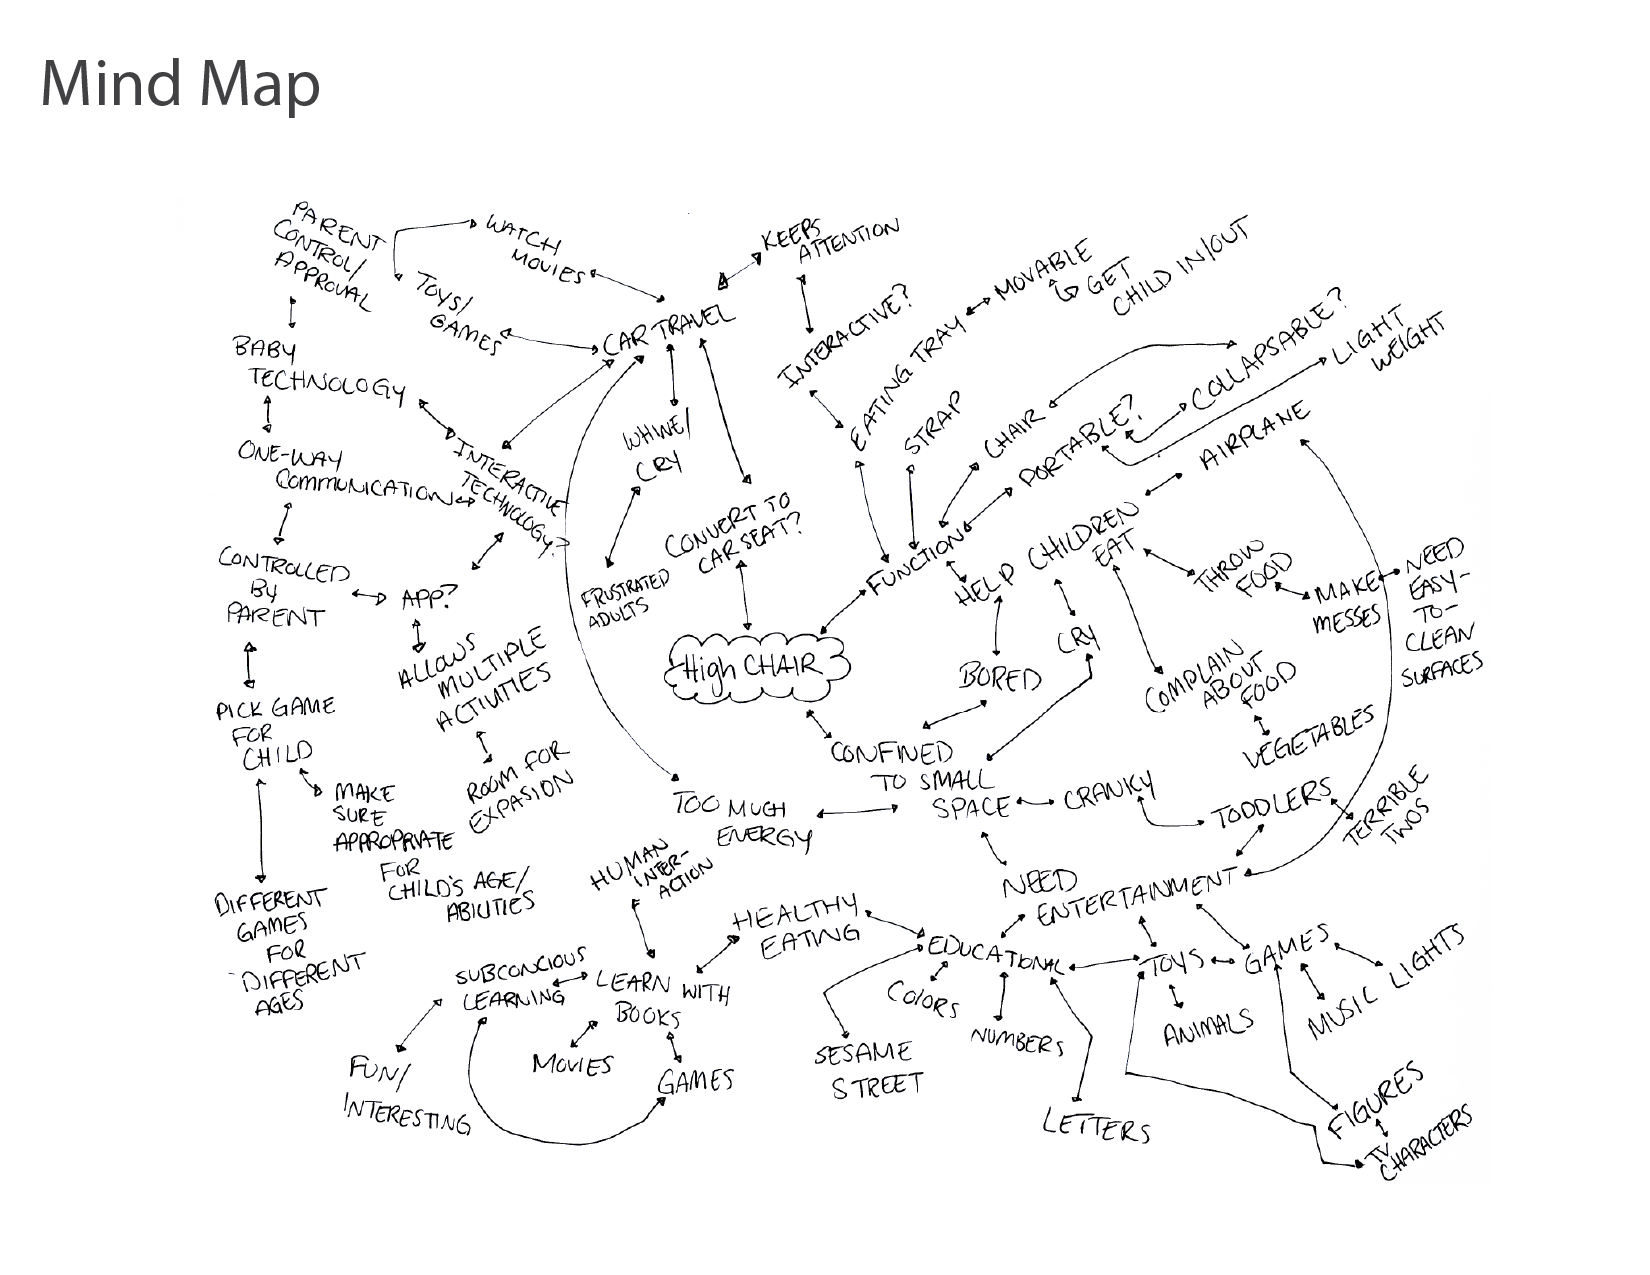 Mind Map
PARENT
CONTROL/
APPROVAL
WATCH
MOVIES
TOYS/
GAMES
KEEPS
ATTENTION
CAR TRAVEL
INTERACTIVE?
EATING TRAY
MOVABLE
GET
CHILD IN/OUT
STRAP
CHAIR
PORTABLE?
COLLAPSABLE?
LIGHT
WEIGHT
AIRPLANE
BABY
TECHNOLOGY
ONE-WAY
COMMUNICATION
INTERACTIVE
TECHNOLOGY?
WHINE/
CRY
FRUSTRATED
ADULTS
CONVERT TO
CAR SEAT?
FUNCTION
HELP CHILDREN
EAT
THROW
FOOD
MAKE
MESSES
NEED
EASY-
TO-
CLEAN
SURFACES
CONTROLLED
BY
PARENT
APP?
ALLOWS
MULTIPLE
ACTIVITIES
ROOM FOR
EXPASION
High CHAIR
BORED
CRY
COMPLAIN
ABOUT
FOOD
VEGETABLES
PICK GAME
FOR
CHILD
MAKE
SURE
APPROPRIATE
FOR
CHILD'S AGE/
ABILITIES
DIFFERENT
GAMES
FOR
DIFFERENT
AGES
CONFINED
TO SMALL
SPACE
TOO MUCH
ENERGY
CRANKY
TODDLERS
TERRIBLE
TWOS
NEED
ENTERTAINMENT
HUMAN
INTER-
ACTION
HEALTHY
EATING
EDUCATIONAL
TOYS
GAMES
LIGHTS
MUSIC
ANIMALS
SUBCONCIOUS
LEARNING
LEARN WITH
BOOKS
MOVIES
GAMES
FUN/
INTERESTING
COLORS
NUMBERS
SESAME
STREET
LETTERS
FIGURES
TV
CHARACTERS